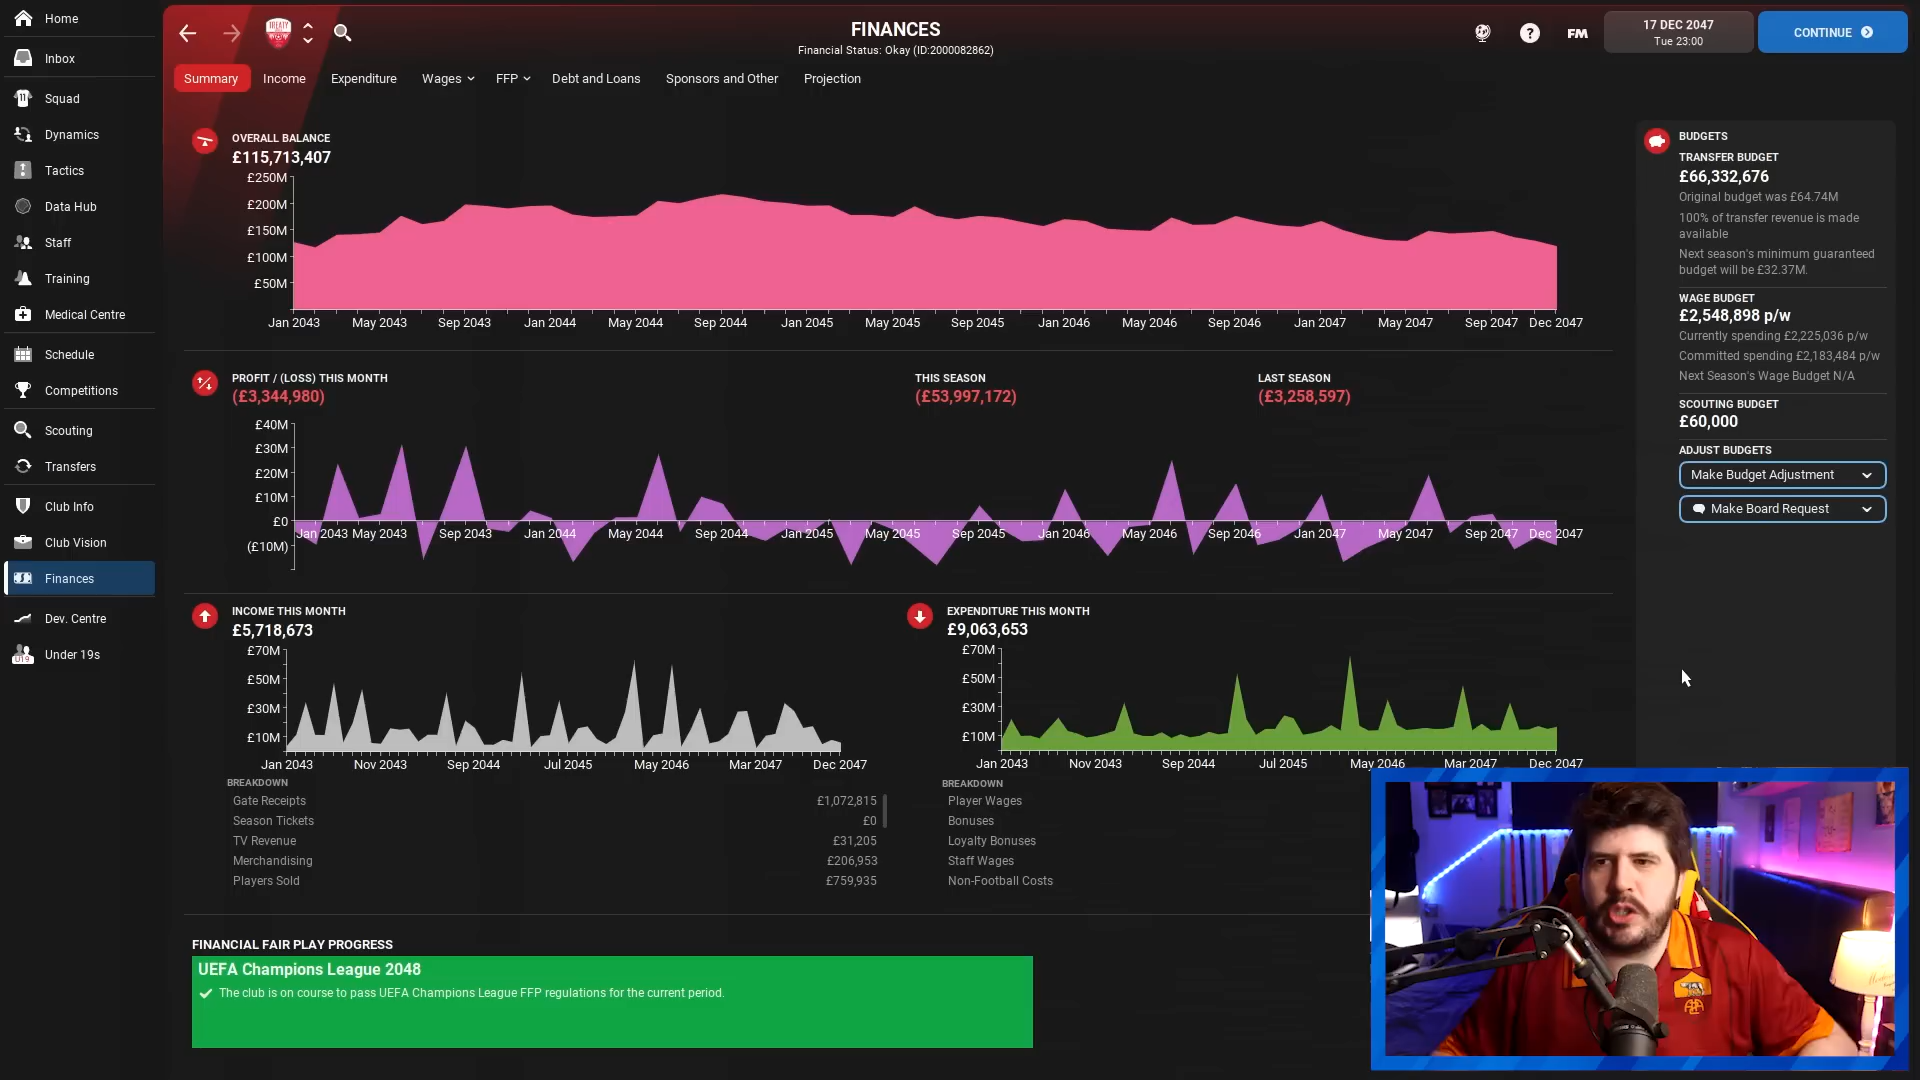 Home
Inbox
Squad
Dynamics
Tactics
Data Hub
Staff
Training
Medical Centre
Schedule
Competitions
Scouting
Transfers
Club Info
Club Vision
Finances
Dev. Centre
Under 19s
U19
TREATY
FINANCES
Financial Status: Okay (ID:2000082862)
?
FM
17 DEC 2047
Tue 23:00
CONTINUE
Summary Income Expenditure Wages FFP Debt and Loans Sponsors and Other Projection
OVERALL BALANCE
£115,713,407
£250M
£200M
£150M
£100M
£50M
Jan 2043 May 2043 Sep 2043 Jan 2044 May 2044 Sep 2044 Jan 2045 May 2045 Sep 2045 Jan 2046 May 2046 Sep 2046 Jan 2047 May 2047 Sep 2047 Dec 2047
PROFIT / (LOSS) THIS MONTH
(£3,344,980)
THIS SEASON
(£53,997,172)
LAST SEASON
(£3,258,597)
£40M
£30M
£20M
£10M
£0
(£10M)
Jan 2043 May 2043 Sep 2043 Jan 2044 May 2044 Sep 2044 Jan 2045 May 2045 Sep 2045 Jan 2046 May 2046 Sep 2046 Jan 2047 May 2047 Sep 2047 Dec 2047
INCOME THIS MONTH
£5,718,673
£70M
£50M
£30M
£10M
Jan 2043 Nov 2043 Sep 2044 Jul 2045 May 2046 Mar 2047 Dec 2047
BREAKDOWN
Gate Receipts £1,072,815
Season Tickets £0
TV Revenue £31,205
Merchandising £206,953
Players Sold £759,935
EXPENDITURE THIS MONTH
£9,063,653
£70M
£50M
£30M
£10M
Jan 2043 Nov 2043 Sep 2044 Jul 2045 May 2046 Mar 2047 Dec 2047
BREAKDOWN
Player Wages
Bonuses
Loyalty Bonuses
Staff Wages
Non-Football Costs
FINANCIAL FAIR PLAY PROGRESS
UEFA Champions League 2048
The club is on course to pass UEFA Champions League FFP regulations for the current period.
BUDGETS
TRANSFER BUDGET
£66,332,676
Original budget was £64.74M
100% of transfer revenue is made
available
Next season's minimum guaranteed
budget will be £32.37M.
WAGE BUDGET
£2,548,898 p/w
Currently spending £2,225,036 p/w
Committed spending £2,183,484 p/w
Next Season's Wage Budget N/A
SCOUTING BUDGET
£60,000
ADJUST BUDGETS
Make Budget Adjustment
Make Board Request